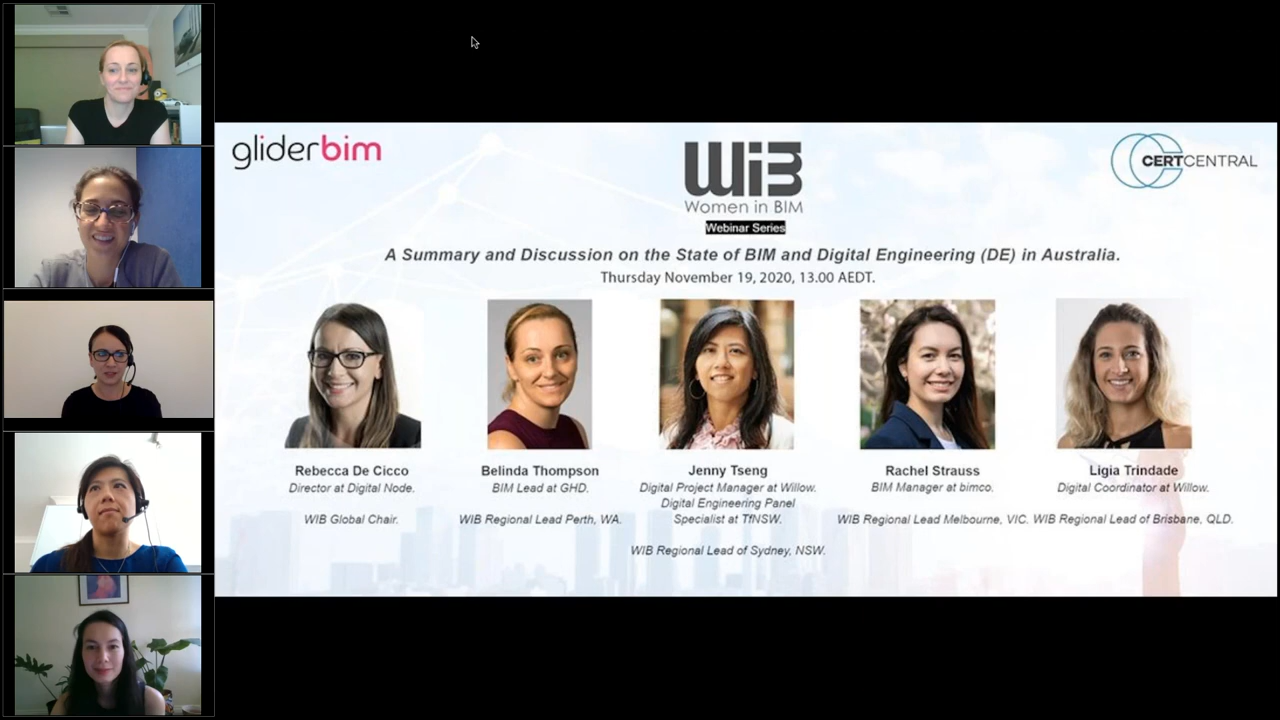 gliderbim
WiB
CERTCENTRAL
Women in BIM
Webinar Series
A Summary and Discussion on the State of BIM and Digital Engineering (DE) in Australia.
Thursday November 19, 2020, 13.00 AEDT.
Rebecca De Cicco
Director at Digital Node.
WIB Global Chair.
Belinda Thompson
BIM Lead at GHD.
WIB Regional Lead Perth, WA.
Jenny Tseng
Digital Project Manager at Willow.
Digital Engineering Panel
Specialist at TfNSW.
WIB Regional Lead of Sydney, NSW.
Rachel Strauss
BIM Manager at bimco.
WIB Regional Lead Melbourne, VIC.
Ligia Trindade
Digital Coordinator at Willow.
WIB Regional Lead of Brisbane, QLD.